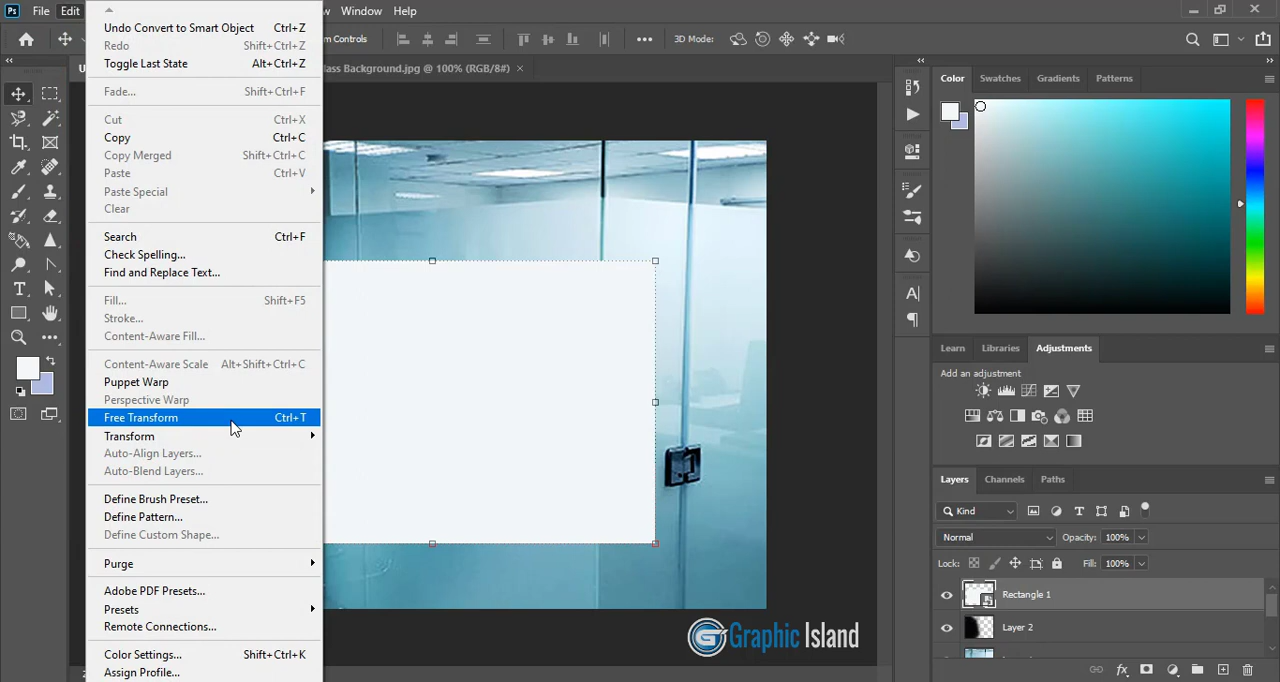 Ps File Edit w Window Help
m Controls 3D Mode:
U lass Background.jpg @ 100% (RGB/8#) ×
Undo Convert to Smart Object Ctrl+Z
Redo Shift+Ctrl+Z
Toggle Last State Alt+Ctrl+Z
Fade... Shift+Ctrl+F
Cut Ctrl+X
Copy Ctrl+C
Copy Merged Shift+Ctrl+C
Paste Ctrl+V
Paste Special
Clear
Search Ctrl+F
Check Spelling...
Find and Replace Text...
Fill... Shift+F5
Stroke...
Content-Aware Fill...
Content-Aware Scale Alt+Shift+Ctrl+C
Puppet Warp
Perspective Warp
Free Transform Ctrl+T
Transform
Auto-Align Layers...
Auto-Blend Layers...
Define Brush Preset...
Define Pattern...
Define Custom Shape...
Purge
Adobe PDF Presets...
Presets
Remote Connections...
Color Settings... Shift+Ctrl+K
Assign Profile...
Graphic Island
Color Swatches Gradients Patterns
Learn Libraries Adjustments
Add an adjustment
Layers Channels Paths
Kind
Normal Opacity: 100%
Lock: Fill: 100%
Rectangle 1
Layer 2